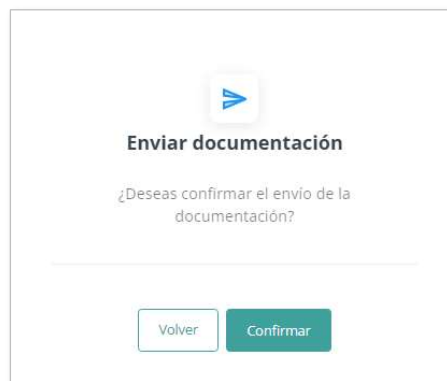 Enviar documentación
¿Deseas confirmar el envío de la
documentación?
Volver
Confirmar